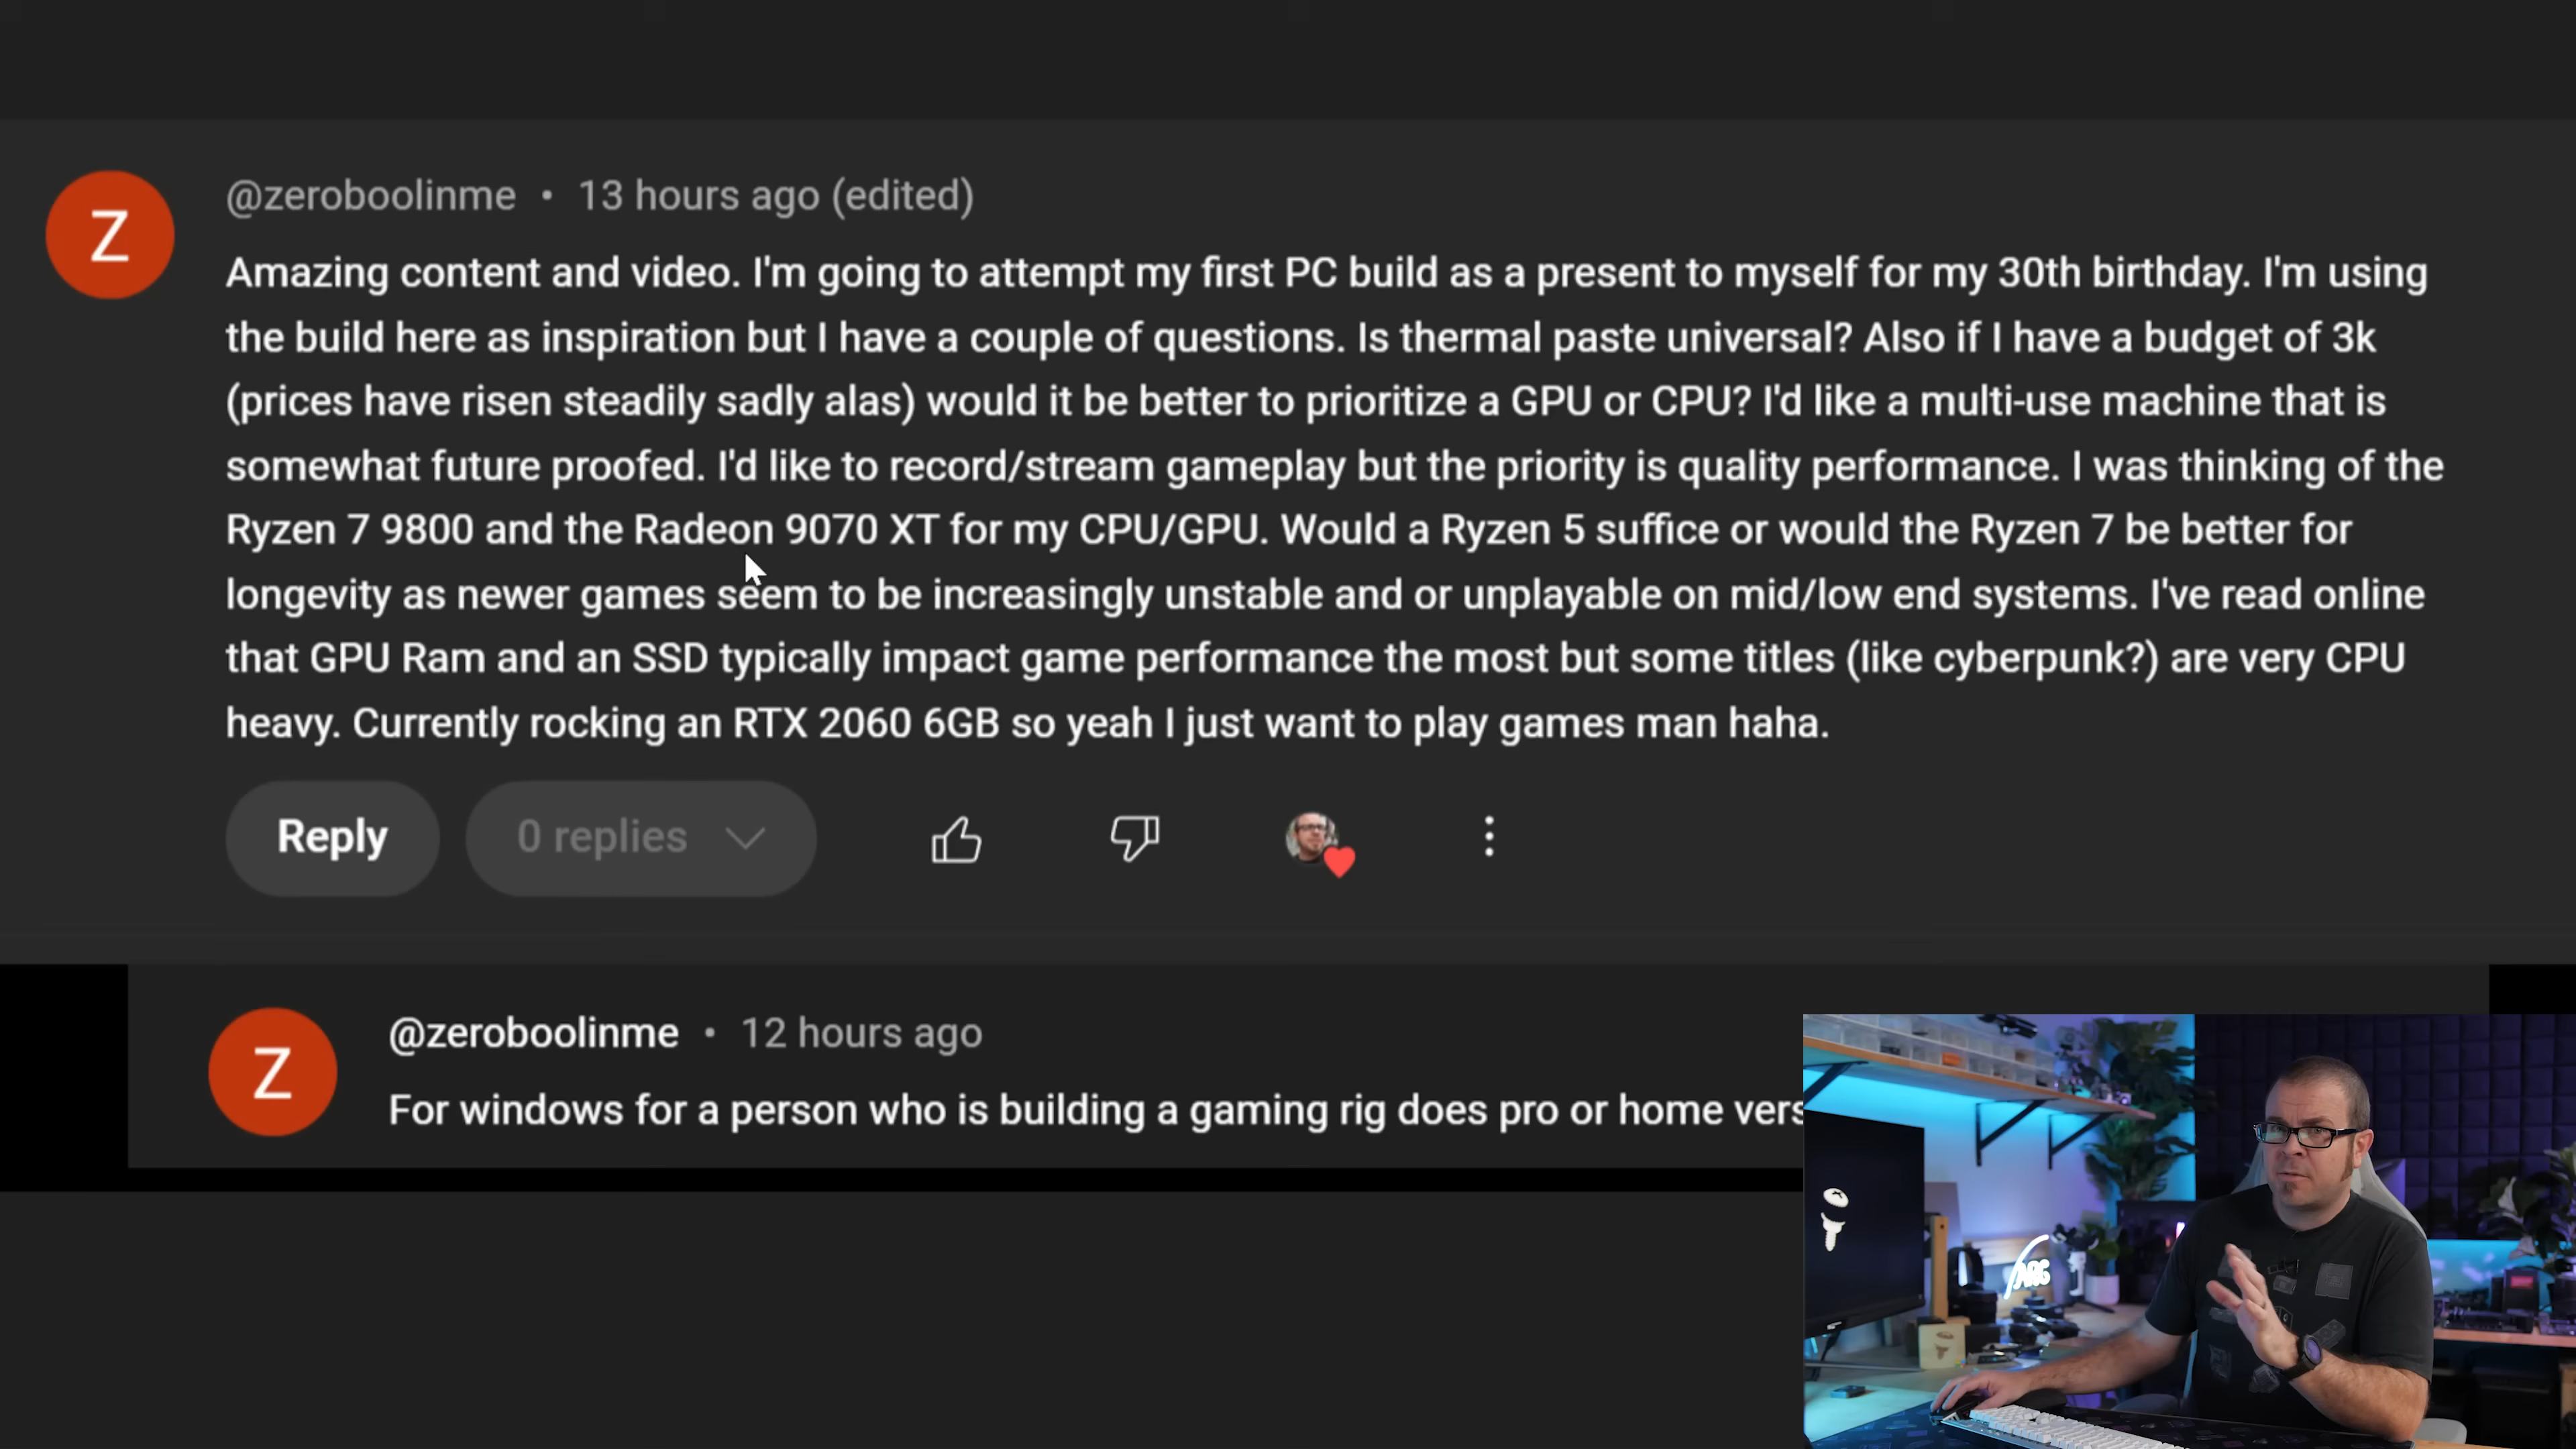 Z
@zeroboolinme • 13 hours ago (edited)
Amazing content and video. I'm going to attempt my first PC build as a present to myself for my 30th birthday. I'm using
the build here as inspiration but I have a couple of questions. Is thermal paste universal? Also if I have a budget of 3k
(prices have risen steadily sadly alas) would it be better to prioritize a GPU or CPU? I'd like a multi-use machine that is
somewhat future proofed. I'd like to record/stream gameplay but the priority is quality performance. I was thinking of the
Ryzen 7 9800 and the Radeon 9070 XT for my CPU/GPU. Would a Ryzen 5 suffice or would the Ryzen 7 be better for
longevity as newer games seem to be increasingly unstable and or unplayable on mid/low end systems. I've read online
that GPU Ram and an SSD typically impact game performance the most but some titles (like cyberpunk?) are very CPU
heavy. Currently rocking an RTX 2060 6GB so yeah I just want to play games man haha.
Reply 0 replies
Z
@zeroboolinme • 12 hours ago
For windows for a person who is building a gaming rig does pro or home vers